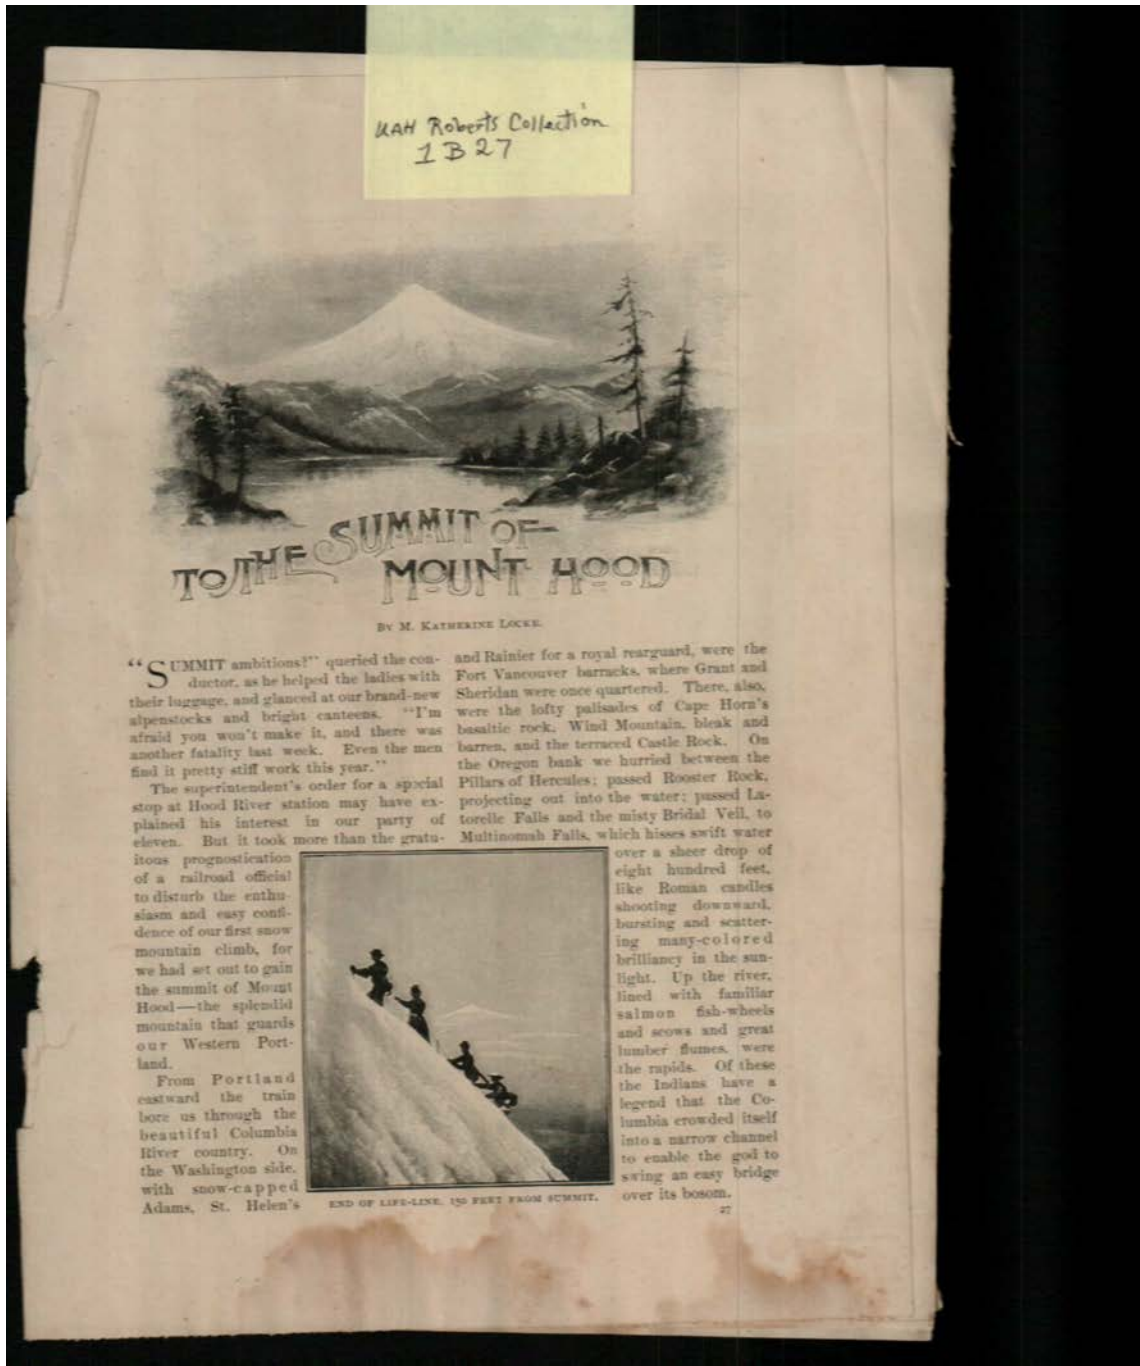 UAH Roberts Collection
1B27
TO THE SUMMIT OF
MOUNT HOOD
BY M. KATHERINE LOCKE.
“SUMMIT ambitions!” queried the con-
ductor, as he helped the ladies with
their luggage, and glanced at our brand-new
alpenstocks and bright canteens. “I'm
afraid you won't make it, and there was
another fatality last week. Even the men
find it pretty stiff work this year.”
The superintendent's order for a special
stop at Hood River station may have ex-
plained his interest in our party of
eleven. But it took more than the gratu-
itous prognostication
of a railroad official
to disturb the enthu-
siasm and easy confi-
dence of our first snow
mountain climb, for
we had set out to gain
the summit of Mount
Hood—the splendid
mountain that guards
our Western Port-
land.
From Portland
eastward the train
bore us through the
beautiful Columbia
River country. On
the Washington side,
with snow-capped
Adams, St. Helen's
END OF LIFE-LINE, 150 FEET FROM SUMMIT.
and Rainier for a royal rearguard, were the
Fort Vancouver barracks, where Grant and
Sheridan were once quartered. There, also,
were the lofty palisades of Cape Horn's
basaltic rock, Wind Mountain, bleak and
barren, and the terraced Castle Rock. On
the Oregon bank we hurried between the
Pillars of Hercules; passed Rooster Rock,
projecting out into the water; passed La-
torelle Falls and the misty Bridal Veil, to
Multinomah Falls, which hisses swift water
over a sheer drop of
eight hundred feet,
like Roman candles
shooting downward,
bursting and scatter-
ing many-colored
brilliancy in the sun-
light. Up the river,
lined with familiar
salmon fish-wheels
and scows and great
lumber flumes, were
the rapids. Of these
the Indians have a
legend that the Co-
lumbia crowded itself
into a narrow channel
to enable the god to
swing an easy bridge
over its bosom.
27